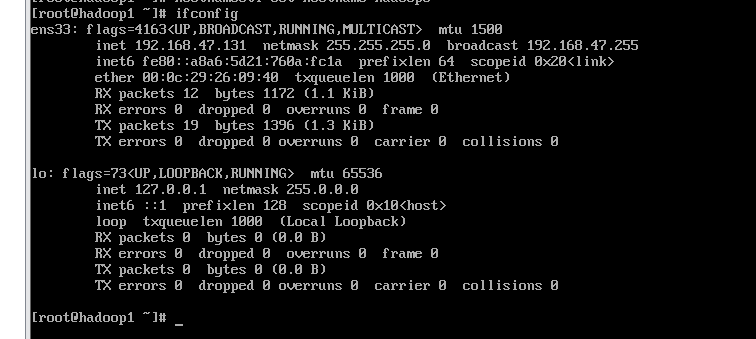 [root@hadoop1 ~]# ifconfig
ens33: flags=4163<UP,BROADCAST,RUNNING,MULTICAST>  mtu 1500
        inet 192.168.47.131  netmask 255.255.255.0  broadcast 192.168.47.255
        inet6 fe80::a8a6:5d21:760a:fc1a  prefixlen 64  scopeid 0x20<link>
        ether 00:0c:29:26:09:40  txqueuelen 1000  (Ethernet)
        RX packets 12  bytes 1172 (1.1 KiB)
        RX errors 0  dropped 0  overruns 0  frame 0
        TX packets 19  bytes 1396 (1.3 KiB)
        TX errors 0  dropped 0 overruns 0  carrier 0  collisions 0

lo: flags=73<UP,LOOPBACK,RUNNING>  mtu 65536
        inet 127.0.0.1  netmask 255.0.0.0
        inet6 ::1  prefixlen 128  scopeid 0x10<host>
        loop  txqueuelen 1000  (Local Loopback)
        RX packets 0  bytes 0 (0.0 B)
        RX errors 0  dropped 0  overruns 0  frame 0
        TX packets 0  bytes 0 (0.0 B)
        TX errors 0  dropped 0 overruns 0  carrier 0  collisions 0

[root@hadoop1 ~]# _